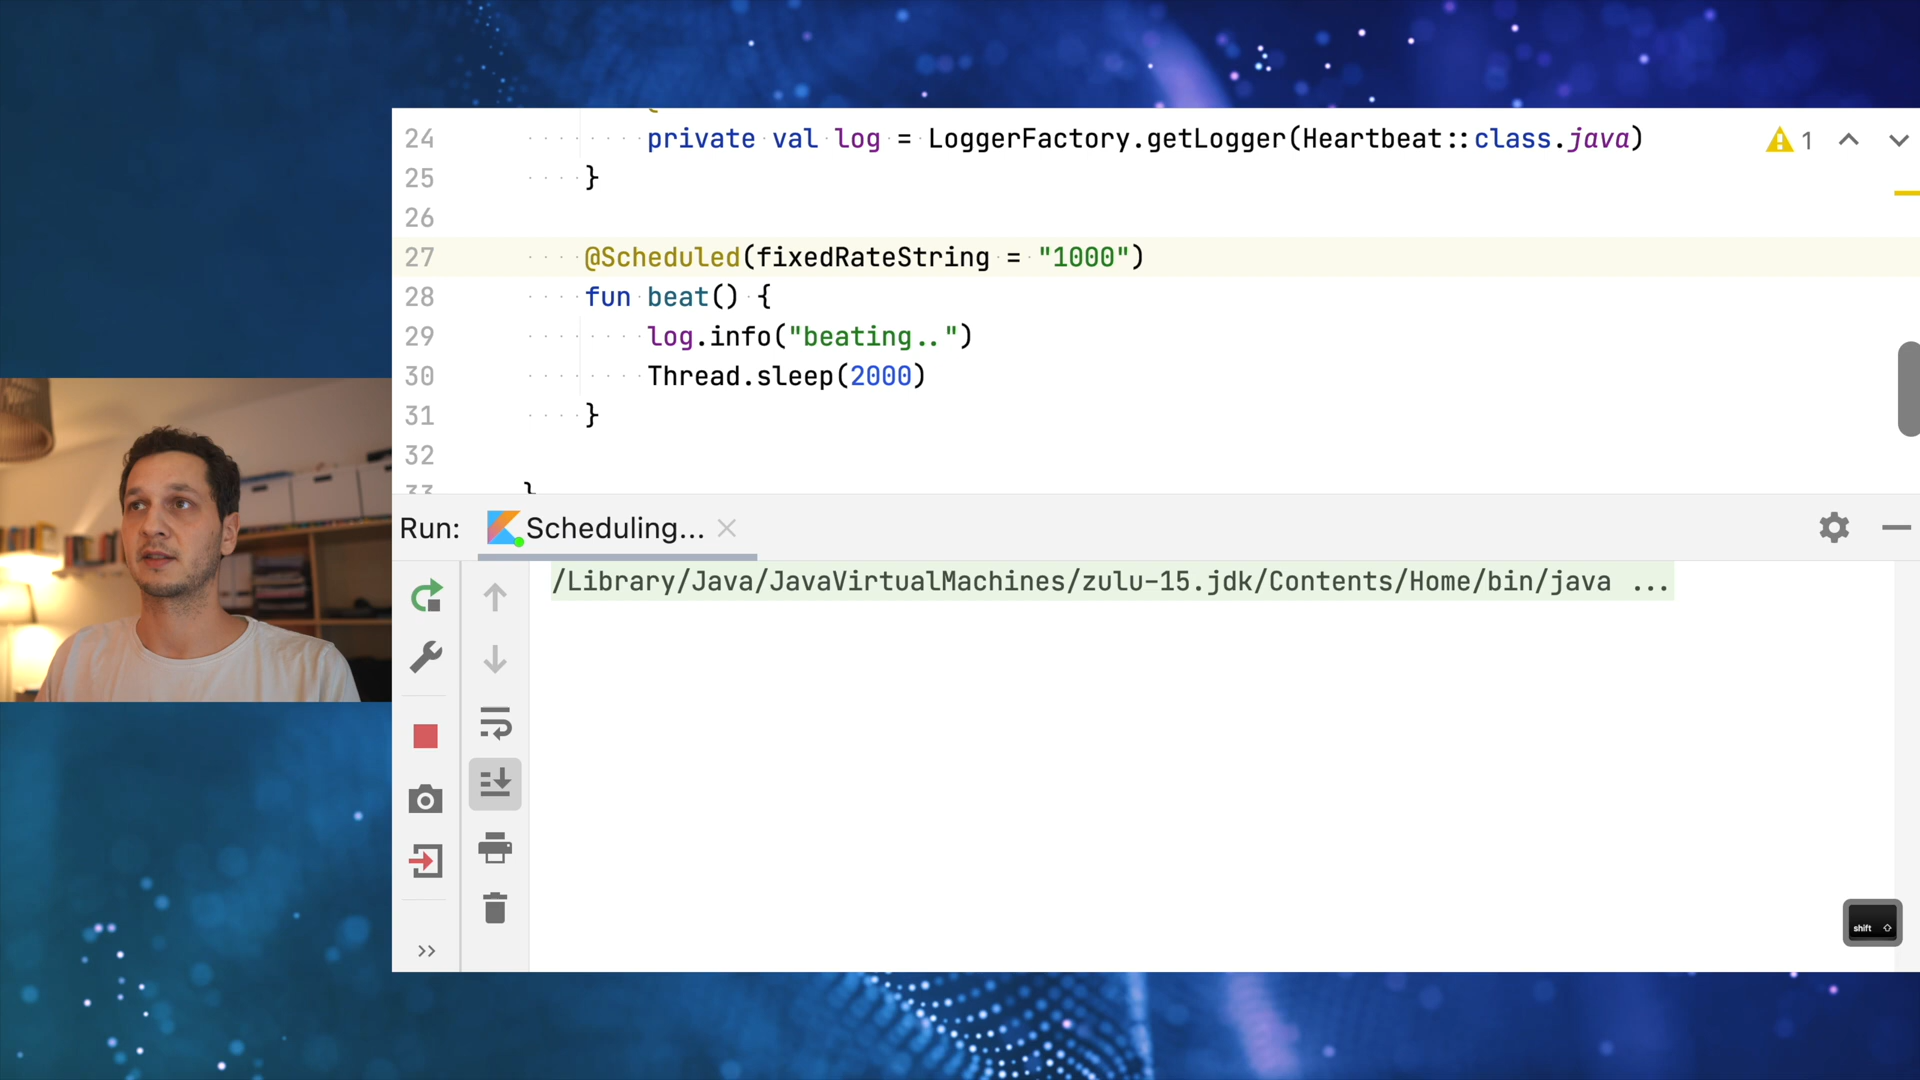 24 private val log = LoggerFactory.getLogger(Heartbeat::class.java)
1
25 }
26
27 @Scheduled(fixedRateString = "1000")
28 fun beat() {
29 log.info("beating..")
30 Thread.sleep(2000)
31 }
32
33 }
Run: Scheduling...
/Library/Java/JavaVirtualMachines/zulu-15.jdk/Contents/Home/bin/java ...
shift